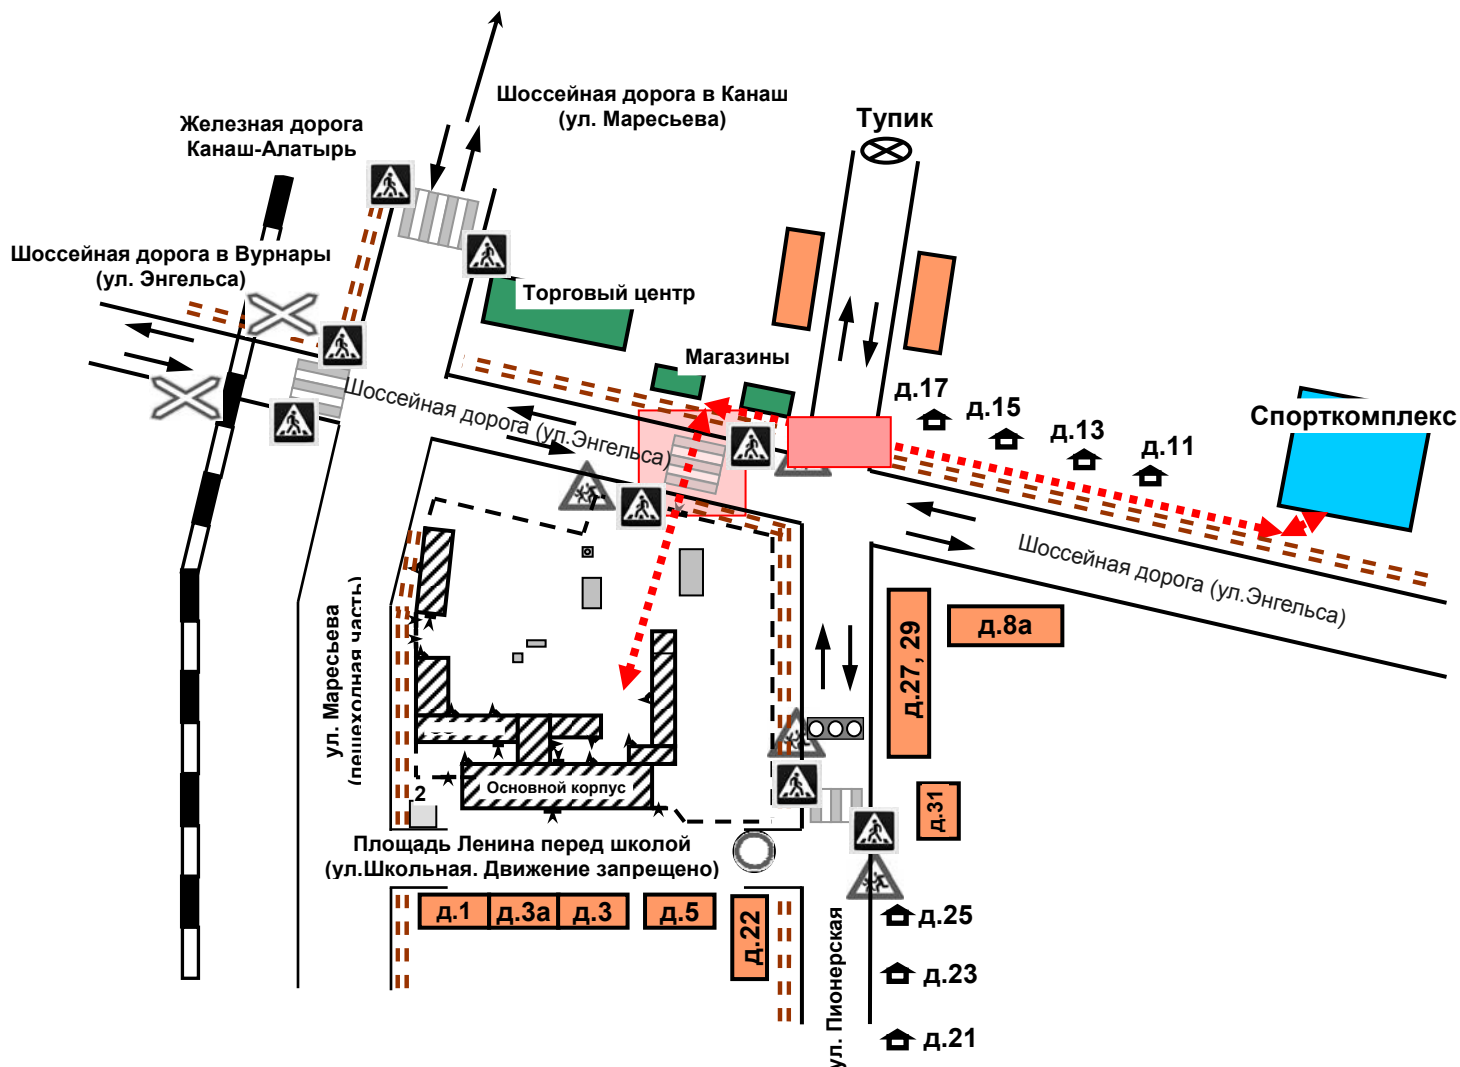 Шоссейная дорога в Канаш
(ул. Маресьева)
Тупик
Железная дорога
Канаш-Алатырь
Шоссейная дорога в Вурнары
(ул. Энгельса)
Торговый центр
Магазины
Шоссейная дорога (ул.Энгельса)
д.17
д.15
д.13
д.11
Спорткомплекс
Шоссейная дорога (ул.Энгельса)
д.27, 29
д.8а
ул. Маресьева
(пешеходная часть)
Основной корпус
2
д.31
Площадь Ленина перед школой
(ул.Школьная. Движение запрещено)
д.1
д.3а
д.3
д.5
д.22
ул. Пионерская
д.25
д.23
д.21